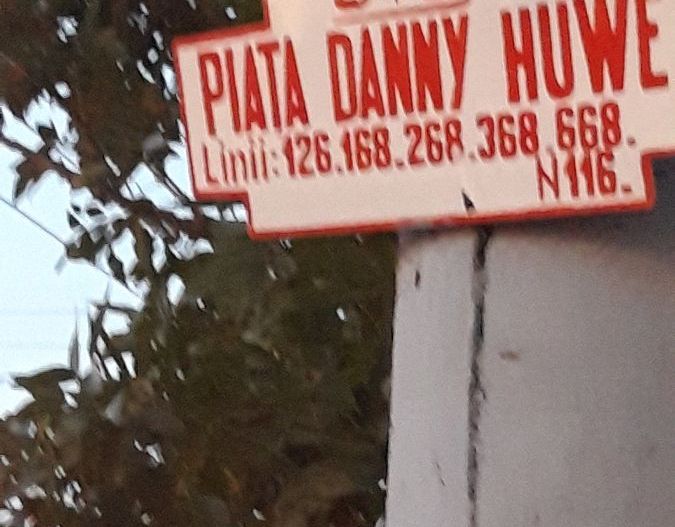 PIATA DANNY HUWE
Linii: 126.168.268.368.668.
N116.